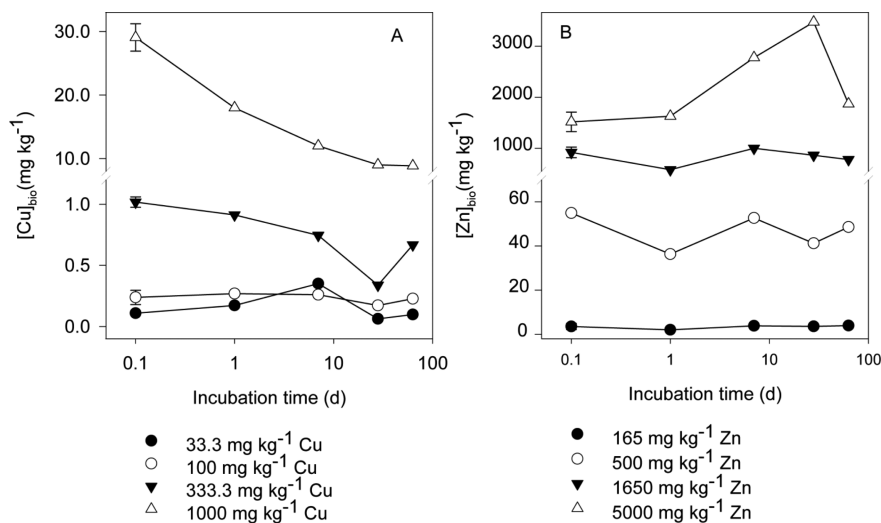 A
30.0
20.0
10.0
1.0
0.5
0.0
[Cu]bio(mg kg-1)
0.1 1 10 100
Incubation time (d)
33.3 mg kg-1 Cu
100 mg kg-1 Cu
333.3 mg kg-1 Cu
1000 mg kg-1 Cu
B
3000
2000
1000
60
40
20
0
[Zn]bio(mg kg-1)
0.1 1 10 100
Incubation time (d)
165 mg kg-1 Zn
500 mg kg-1 Zn
1650 mg kg-1 Zn
5000 mg kg-1 Zn